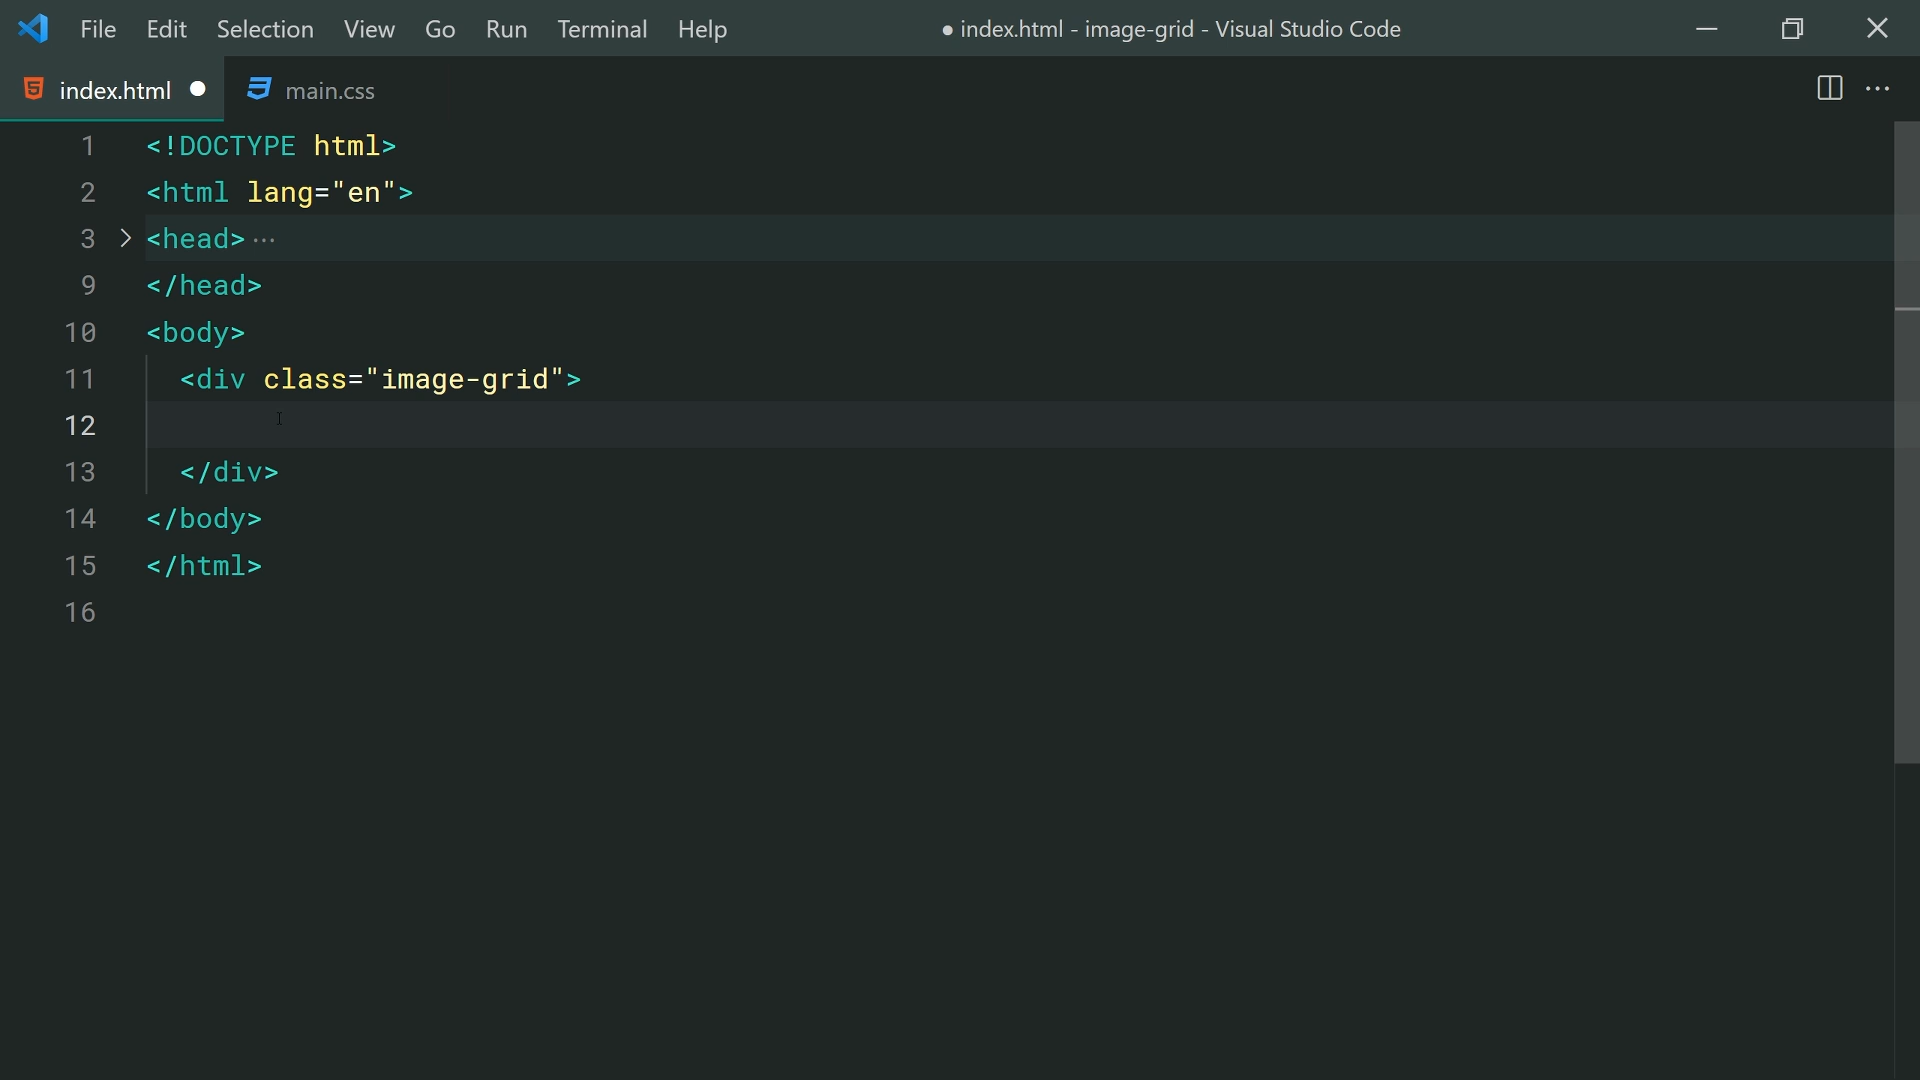 File Edit Selection View Go Run Terminal Help ● index.html - image-grid - Visual Studio Code
index.html ● main.css
1 <!DOCTYPE html>
2 <html lang="en">
3 <head>…
9 </head>
10 <body>
11 <div class="image-grid">
12
13 </div>
14 </body>
15 </html>
16